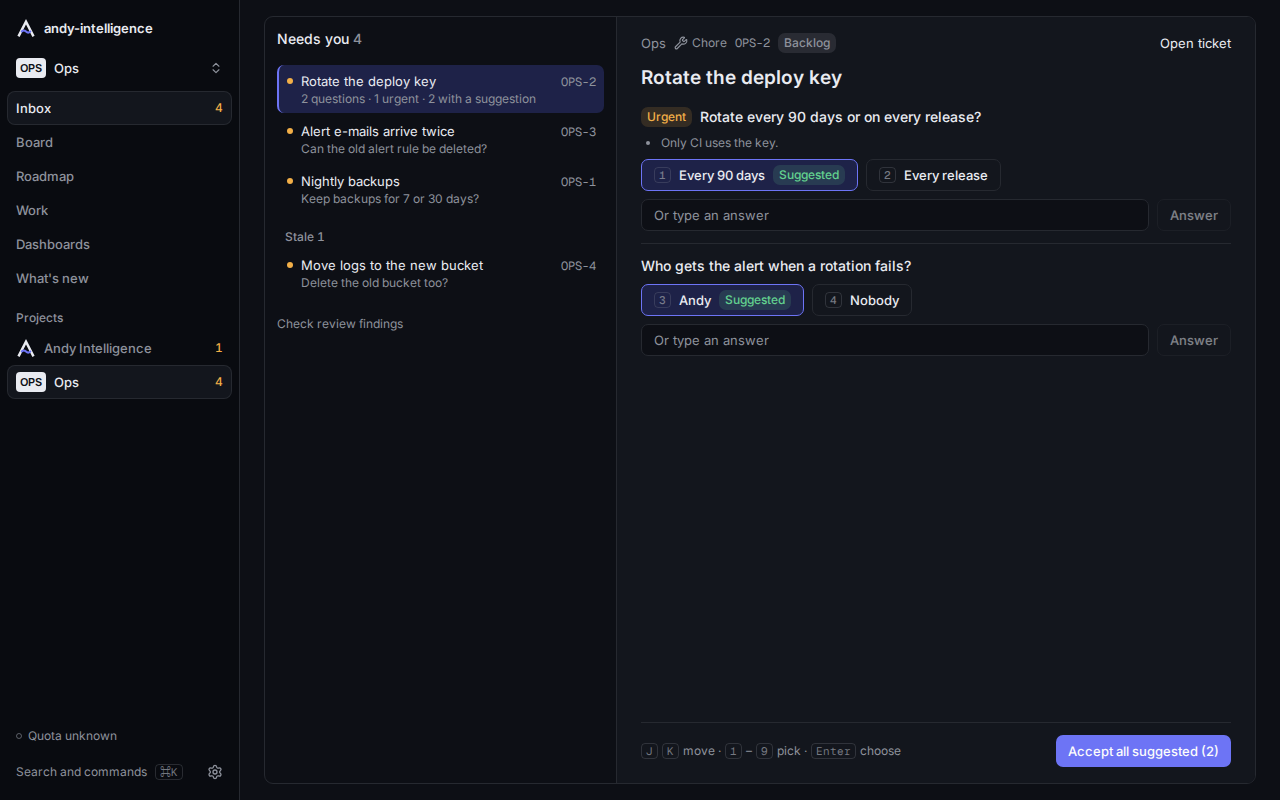 andy-intelligence
OPS Ops
Inbox 4
Board
Roadmap
Work
Dashboards
What's new
Projects
Andy Intelligence 1
OPS Ops 4
Quota unknown
Search and commands ⌘K
Needs you 4
Rotate the deploy key OPS-2
2 questions · 1 urgent · 2 with a suggestion
Alert e-mails arrive twice OPS-3
Can the old alert rule be deleted?
Nightly backups OPS-1
Keep backups for 7 or 30 days?
Stale 1
Move logs to the new bucket OPS-4
Delete the old bucket too?
Check review findings
Ops Chore OPS-2 Backlog Open ticket
Rotate the deploy key
Urgent Rotate every 90 days or on every release?
• Only CI uses the key.
1 Every 90 days Suggested 2 Every release
Or type an answer Answer
Who gets the alert when a rotation fails?
3 Andy Suggested 4 Nobody
Or type an answer Answer
J K move · 1 – 9 pick · Enter choose Accept all suggested (2)